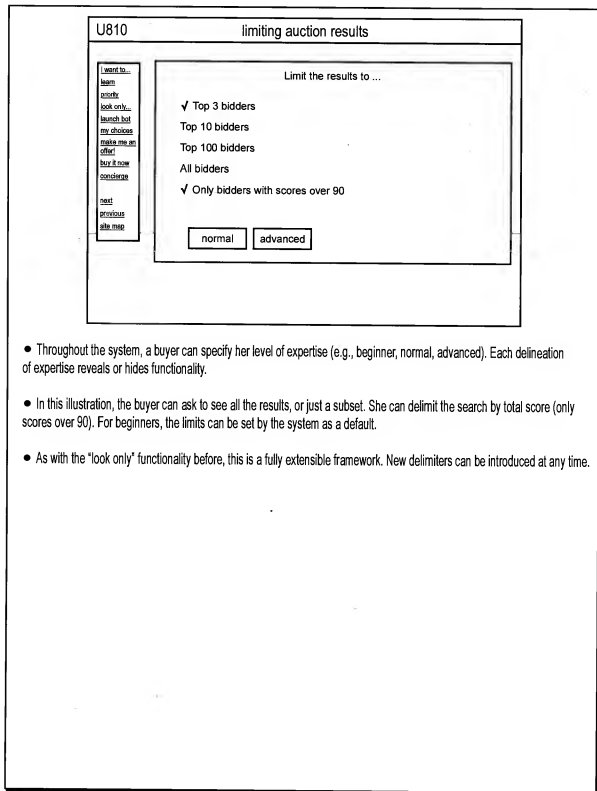 U810 limiting auction results
I want to...
learn
priority
look only...
launch bot
my choices
make me an
offer!
buy it now
concierge
next
previous
site map
Limit the results to ...
✓ Top 3 bidders
Top 10 bidders
Top 100 bidders
All bidders
✓ Only bidders with scores over 90
normal advanced
● Throughout the system, a buyer can specify her level of expertise (e.g., beginner, normal, advanced). Each delineation
of expertise reveals or hides functionality.
● In this illustration, the buyer can ask to see all the results, or just a subset. She can delimit the search by total score (only
scores over 90). For beginners, the limits can be set by the system as a default.
● As with the "look only" functionality before, this is a fully extensible framework. New delimiters can be introduced at any time.